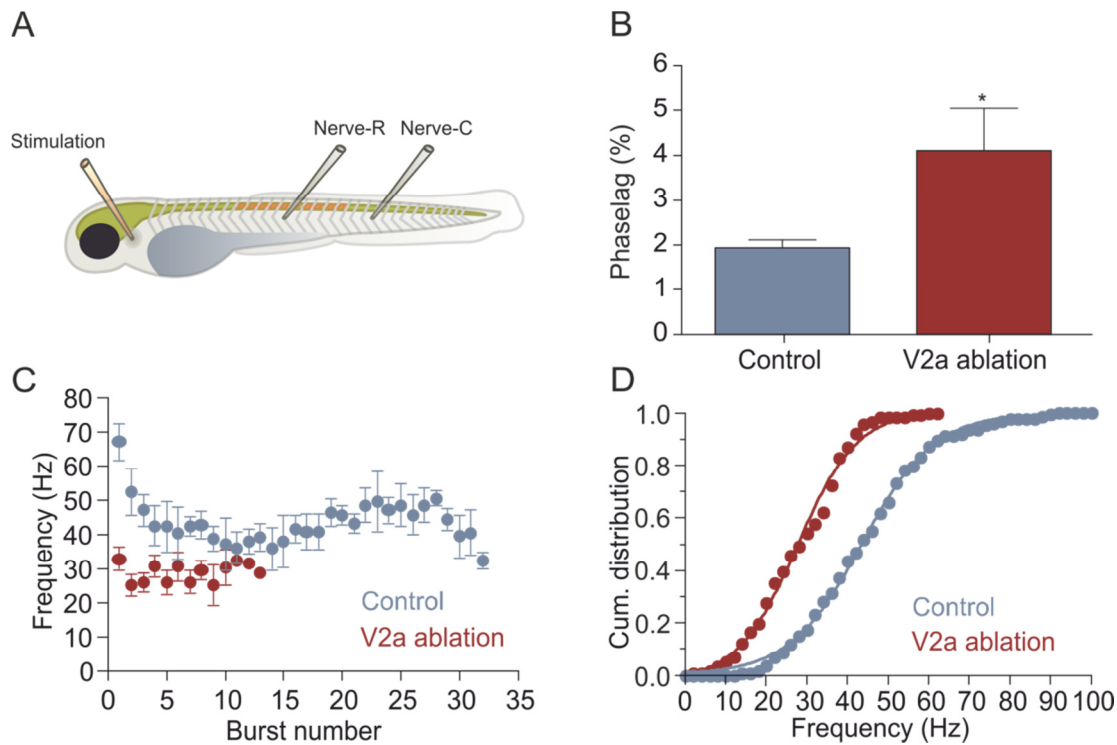 A
Stimulation
Nerve-R
Nerve-C
B
Phaselag (%)
6
5
4
3
2
1
0
*
Control
V2a ablation
C
Frequency (Hz)
80
70
60
50
40
30
20
10
0
Control
V2a ablation
0 5 10 15 20 25 30 35
Burst number
D
Cum. distribution
1.0
0.8
0.6
0.4
0.2
0.0
Control
V2a ablation
0 10 20 30 40 50 60 70 80 90 100
Frequency (Hz)